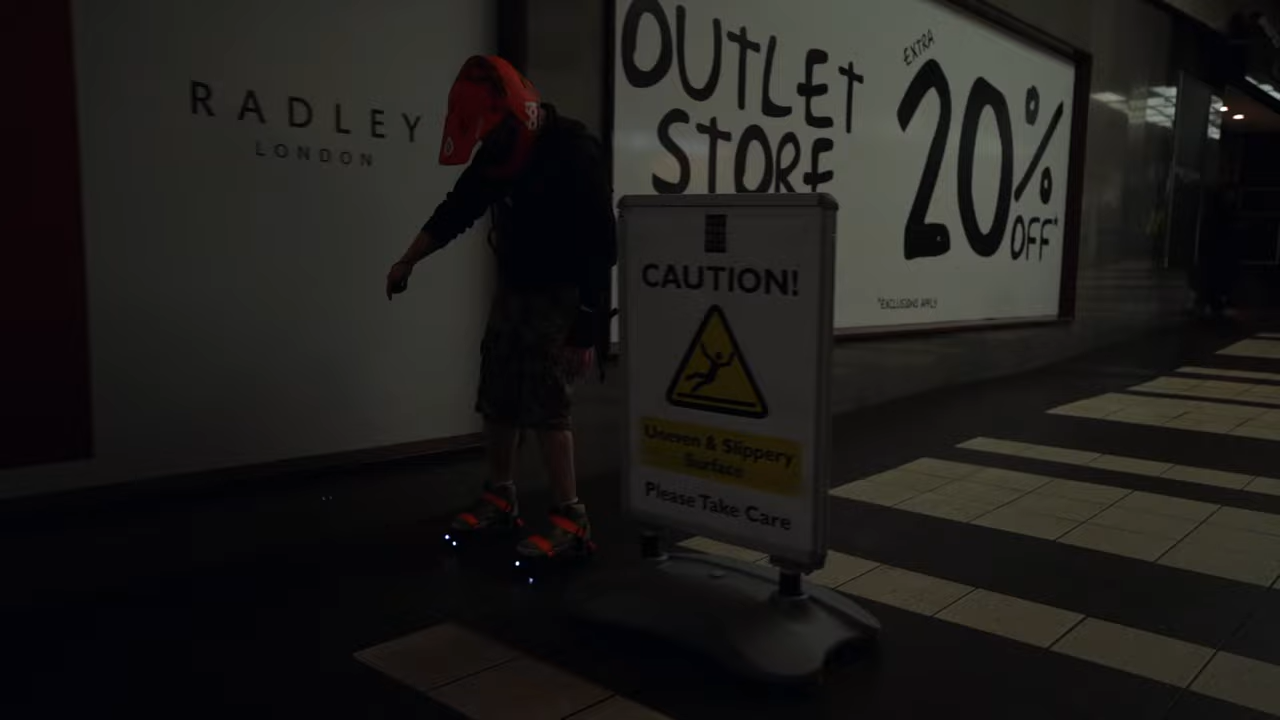 RADLEY
LONDON
OUTLET
STORE
EXTRA
20%
OFF*
*EXCLUSIONS APPLY
CAUTION!
Uneven & Slippery
Surface
Please Take Care